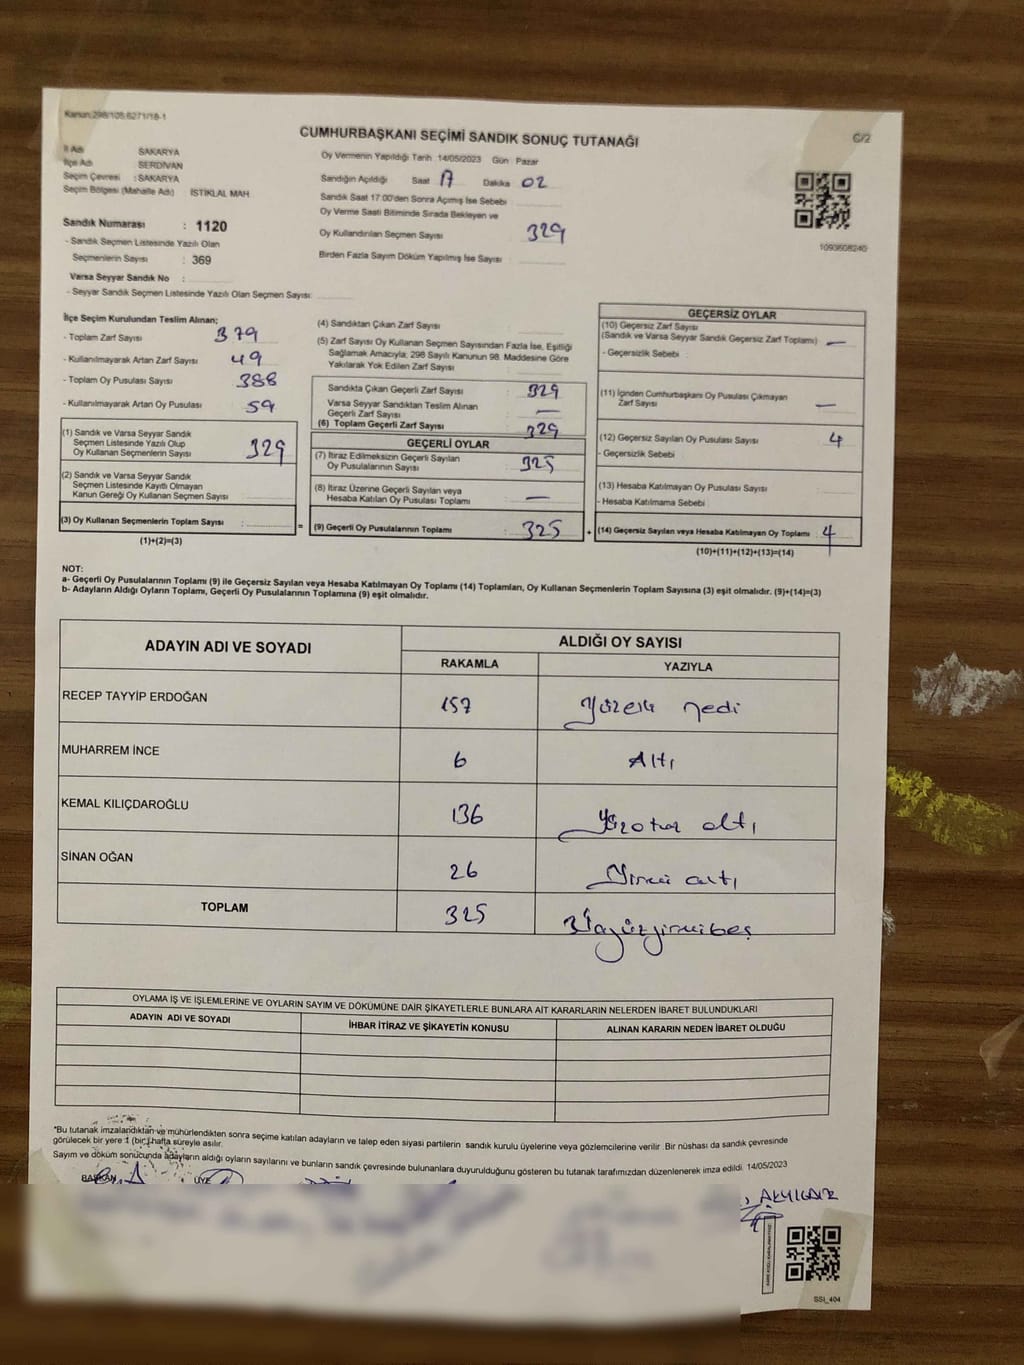 Kanun:298/105;6271/18-1
CUMHURBAŞKANI SEÇİMİ SANDIK SONUÇ TUTANAĞI
C/2
İl Adı SAKARYA
İlçe Adı SERDİVAN
Seçim Çevresi : SAKARYA
Seçim Bölgesi (Mahalle Adı) : İSTİKLAL MAH.
Oy Vermenin Yapıldığı Tarih 14/05/2023 Gün Pazar
Sandığın Açıldığı Saat 17 Dakika 02
Sandık Saat 17:00'den Sonra Açımış İse Sebebi
Oy Verme Saati Bitiminde Sırada Bekleyen ve
Oy Kullandırılan Seçmen Sayısı 329
Birden Fazla Sayım Döküm Yapılmış İse Sayısı :
1093608240
Sandık Numarası : 1120
- Sandık Seçmen Listesinde Yazılı Olan
Seçmenlerin Sayısı : 369
Varsa Seyyar Sandık No :
- Seyyar Sandık Seçmen Listesinde Yazılı Olan Seçmen Sayısı:
İlçe Seçim Kurulundan Teslim Alınan;
- Toplam Zarf Sayısı : 379
- Kullanılmayarak Artan Zarf Sayısı : 49
- Toplam Oy Pusulası Sayısı : 388
- Kullanılmayarak Artan Oy Pusulası : 59
(1) Sandık ve Varsa Seyyar Sandık
Seçmen Listesinde Yazılı Olup
Oy Kullanan Seçmenlerin Sayısı : 329
(2) Sandık ve Varsa Seyyar Sandık
Seçmen Listesinde Kayıtlı Olmayan
Kanun Gereği Oy Kullanan Seçmen Sayısı :
(3) Oy Kullanan Seçmenlerin Toplam Sayısı : =
(1)+(2)=(3)
(4) Sandıktan Çıkan Zarf Sayısı :
(5) Zarf Sayısı Oy Kullanan Seçmen Sayısından Fazla İse, Eşitliği
Sağlamak Amacıyla; 298 Sayılı Kanunun 98. Maddesine Göre
Yakılarak Yok Edilen Zarf Sayısı :
Sandıkta Çıkan Geçerli Zarf Sayısı : 329
Varsa Seyyar Sandıktan Teslim Alınan
Geçerli Zarf Sayısı : —
(6) Toplam Geçerli Zarf Sayısı : 329
GEÇERLİ OYLAR
(7) İtiraz Edilmeksizin Geçerli Sayılan
Oy Pusulalarının Sayısı : 325
(8) İtiraz Üzerine Geçerli Sayılan veya
Hesaba Katılan Oy Pusulası Toplamı : —
(9) Geçerli Oy Pusulalarının Toplamı : 325 +
GEÇERSİZ OYLAR
(10) Geçersiz Zarf Sayısı
(Sandık ve Varsa Seyyar Sandık Geçersiz Zarf Toplamı) : —
- Geçersizlik Sebebi :
(11) İçinden Cumhurbaşkanı Oy Pusulası Çıkmayan
Zarf Sayısı : —
(12) Geçersiz Sayılan Oy Pusulası Sayısı : 4
- Geçersizlik Sebebi :
(13) Hesaba Katılmayan Oy Pusulası Sayısı :
- Hesaba Katılmama Sebebi :
(14) Geçersiz Sayılan veya Hesaba Katılmayan Oy Toplamı : 4
(10)+(11)+(12)+(13)=(14)
NOT:
a- Geçerli Oy Pusulalarının Toplamı (9) ile Geçersiz Sayılan veya Hesaba Katılmayan Oy Toplamı (14) Toplamları, Oy Kullanan Seçmenlerin Toplam Sayısına (3) eşit olmalıdır. (9)+(14)=(3)
b- Adayların Aldığı Oyların Toplamı, Geçerli Oy Pusulalarının Toplamına (9) eşit olmalıdır.
ADAYIN ADI VE SOYADI ALDIĞI OY SAYISI
RAKAMLA YAZIYLA
RECEP TAYYİP ERDOĞAN 157 Yüzelli Yedi
MUHARREM İNCE 6 Altı
KEMAL KILIÇDAROĞLU 136 Yüzotuz altı
SİNAN OĞAN 26 Yirmi altı
TOPLAM 325 Üçyüzyirmibeş
OYLAMA İŞ VE İŞLEMLERİNE VE OYLARIN SAYIM VE DÖKÜMÜNE DAİR ŞİKAYETLERLE BUNLARA AİT KARARLARIN NELERDEN İBARET BULUNDUKLARI
ADAYIN ADI VE SOYADI İHBAR İTİRAZ VE ŞİKAYETİN KONUSU ALINAN KARARIN NEDEN İBARET OLDUĞU
*Bu tutanak imzalandıktan ve mühürlendikten sonra seçime katılan adayların ve talep eden siyasi partilerin sandık kurulu üyelerine veya gözlemcilerine verilir. Bir nüshası da sandık çevresinde
görülecek bir yere 1 (bir) hafta süreyle asılır.
Sayım ve döküm sonucunda adayların aldığı oyların sayılarını ve bunların sandık çevresinde bulunanlara duyurulduğunu gösteren bu tutanak tarafımızdan düzenlenerek imza edildi. 14/05/2023
BAŞKAN ÜYE
SSİ_404